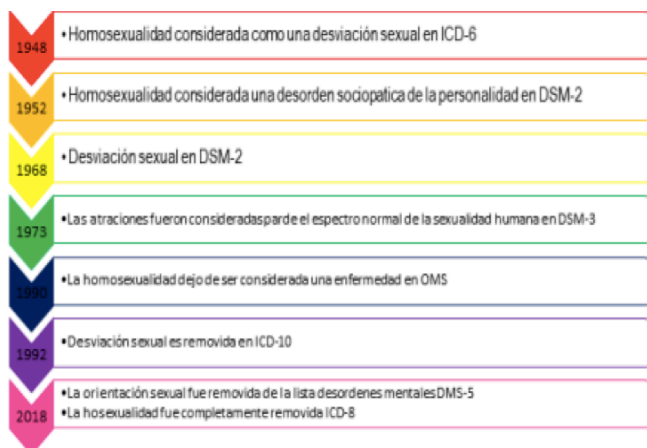 1948
• Homosexualidad considerada como una desviación sexual en ICD-6
1952
• Homosexualidad considerada una desorden sociopatica de la personalidad en DSM-2
1968
• Desviación sexual en DSM-2
1973
• Las atraciones fueron consideradas parde el espectro normal de la sexualidad humana en DSM-3
1990
• La homosexualidad dejo de ser considerada una enfermedad en OMS
1992
• Desviación sexual es removida en ICD-10
2018
• La orientación sexual fue removida de la lista desordenes mentales DMS-5
• La hosexualidad fue completamente removida ICD-8